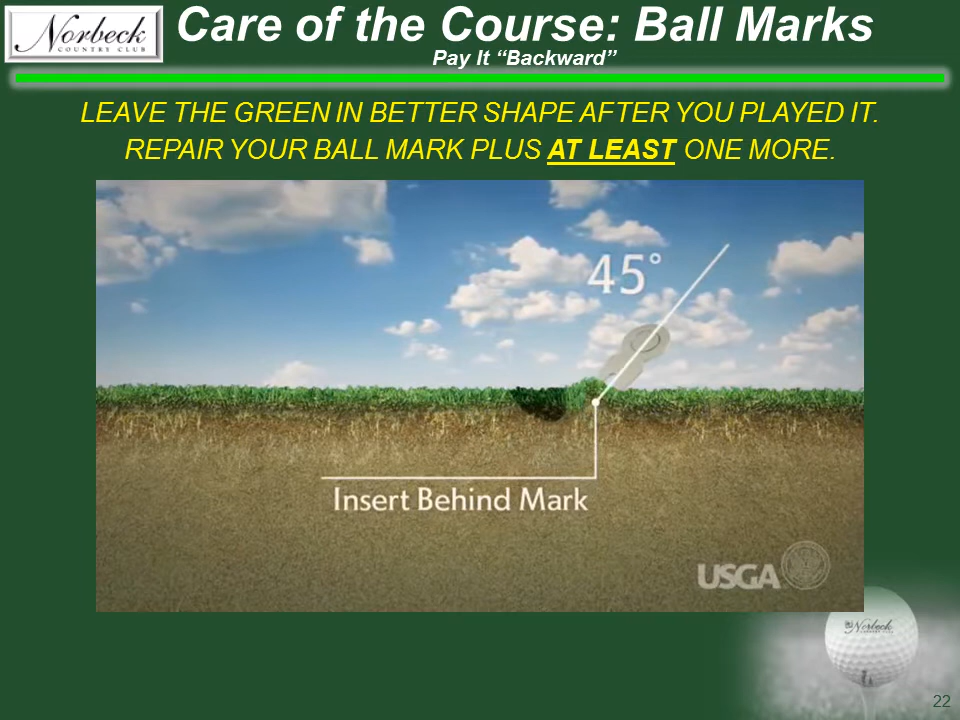 Norbeck
COUNTRY CLUB
Care of the Course: Ball Marks
Pay It “Backward”
LEAVE THE GREEN IN BETTER SHAPE AFTER YOU PLAYED IT.
REPAIR YOUR BALL MARK PLUS AT LEAST ONE MORE.
45°
Insert Behind Mark
USGA
Norbeck
22